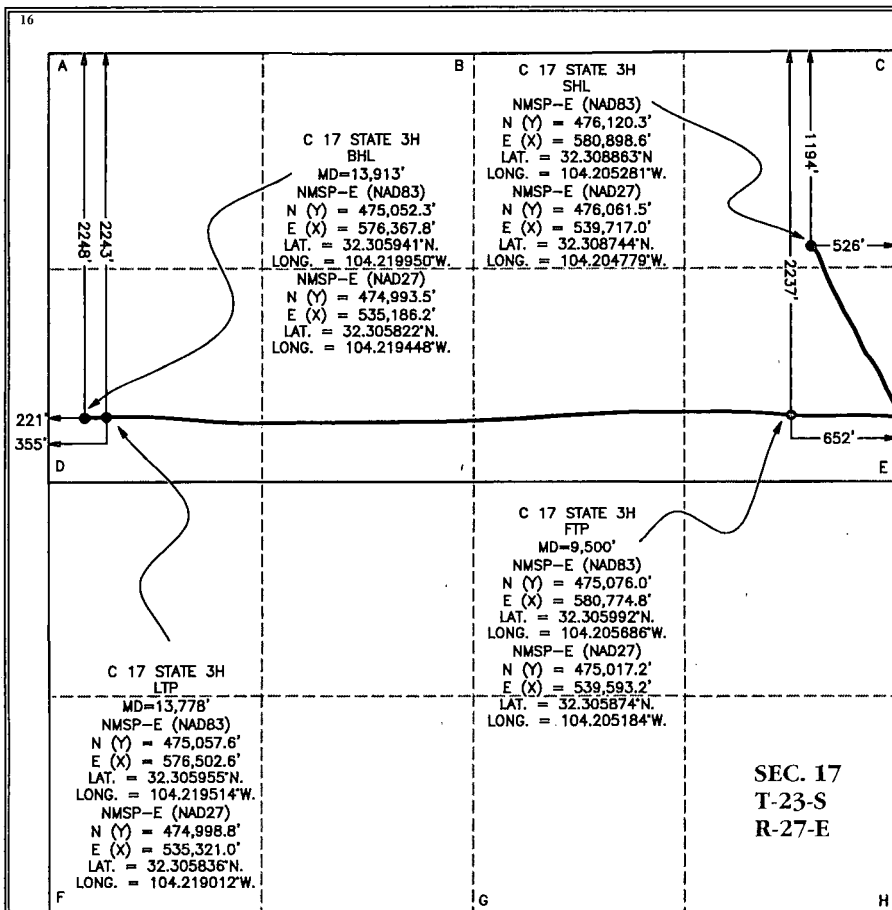 16
A
B
C
C 17 STATE 3H
SHL
NMSP-E (NAD83)
N (Y) = 476,120.3'
E (X) = 580,898.6'
LAT. = 32.308863°N
LONG. = 104.205281°W.
NMSP-E (NAD27)
N (Y) = 476,061.5'
E (X) = 539,717.0'
LAT. = 32.308744°N.
LONG. = 104.204779°W.
C 17 STATE 3H
BHL
MD=13,913'
NMSP-E (NAD83)
N (Y) = 475,052.3'
E (X) = 576,367.8'
LAT. = 32.305941°N.
LONG. = 104.219950°W.
NMSP-E (NAD27)
N (Y) = 474,993.5'
E (X) = 535,186.2'
LAT. = 32.305822°N.
LONG. = 104.219448°W.
2248'
2243'
1194'
526'
2237'
221'
355'
652'
D
E
C 17 STATE 3H
FTP
MD=9,500'
NMSP-E (NAD83)
N (Y) = 475,076.0'
E (X) = 580,774.8'
LAT. = 32.305992°N.
LONG. = 104.205686°W.
NMSP-E (NAD27)
N (Y) = 475,017.2'
E (X) = 539,593.2'
LAT. = 32.305874°N.
LONG. = 104.205184°W.
C 17 STATE 3H
LTP
MD=13,778'
NMSP-E (NAD83)
N (Y) = 475,057.6'
E (X) = 576,502.6'
LAT. = 32.305955°N.
LONG. = 104.219514°W.
NMSP-E (NAD27)
N (Y) = 474,998.8'
E (X) = 535,321.0'
LAT. = 32.305836°N.
LONG. = 104.219012°W.
SEC. 17
T-23-S
R-27-E
F
G
H